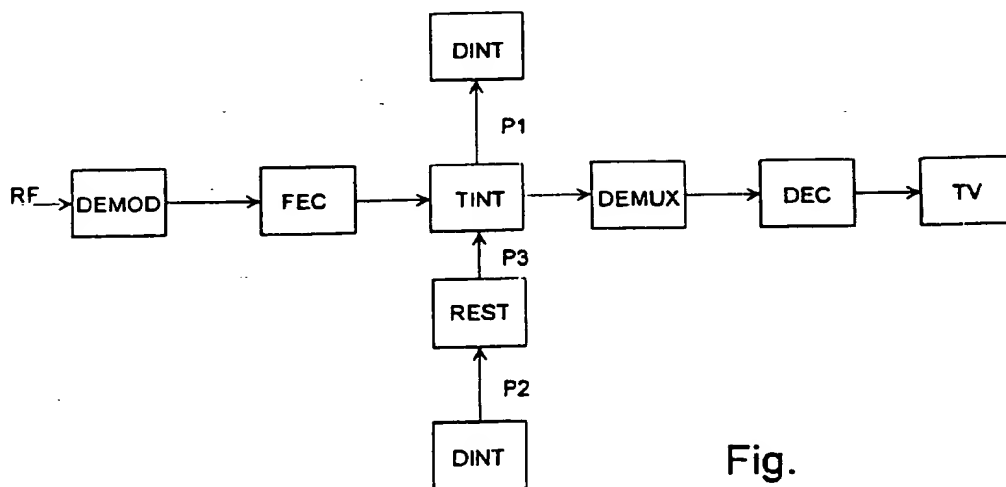 DINT
P1
RF DEMOD FEC TINT DEMUX DEC TV
P3
REST
P2
DINT
Fig.